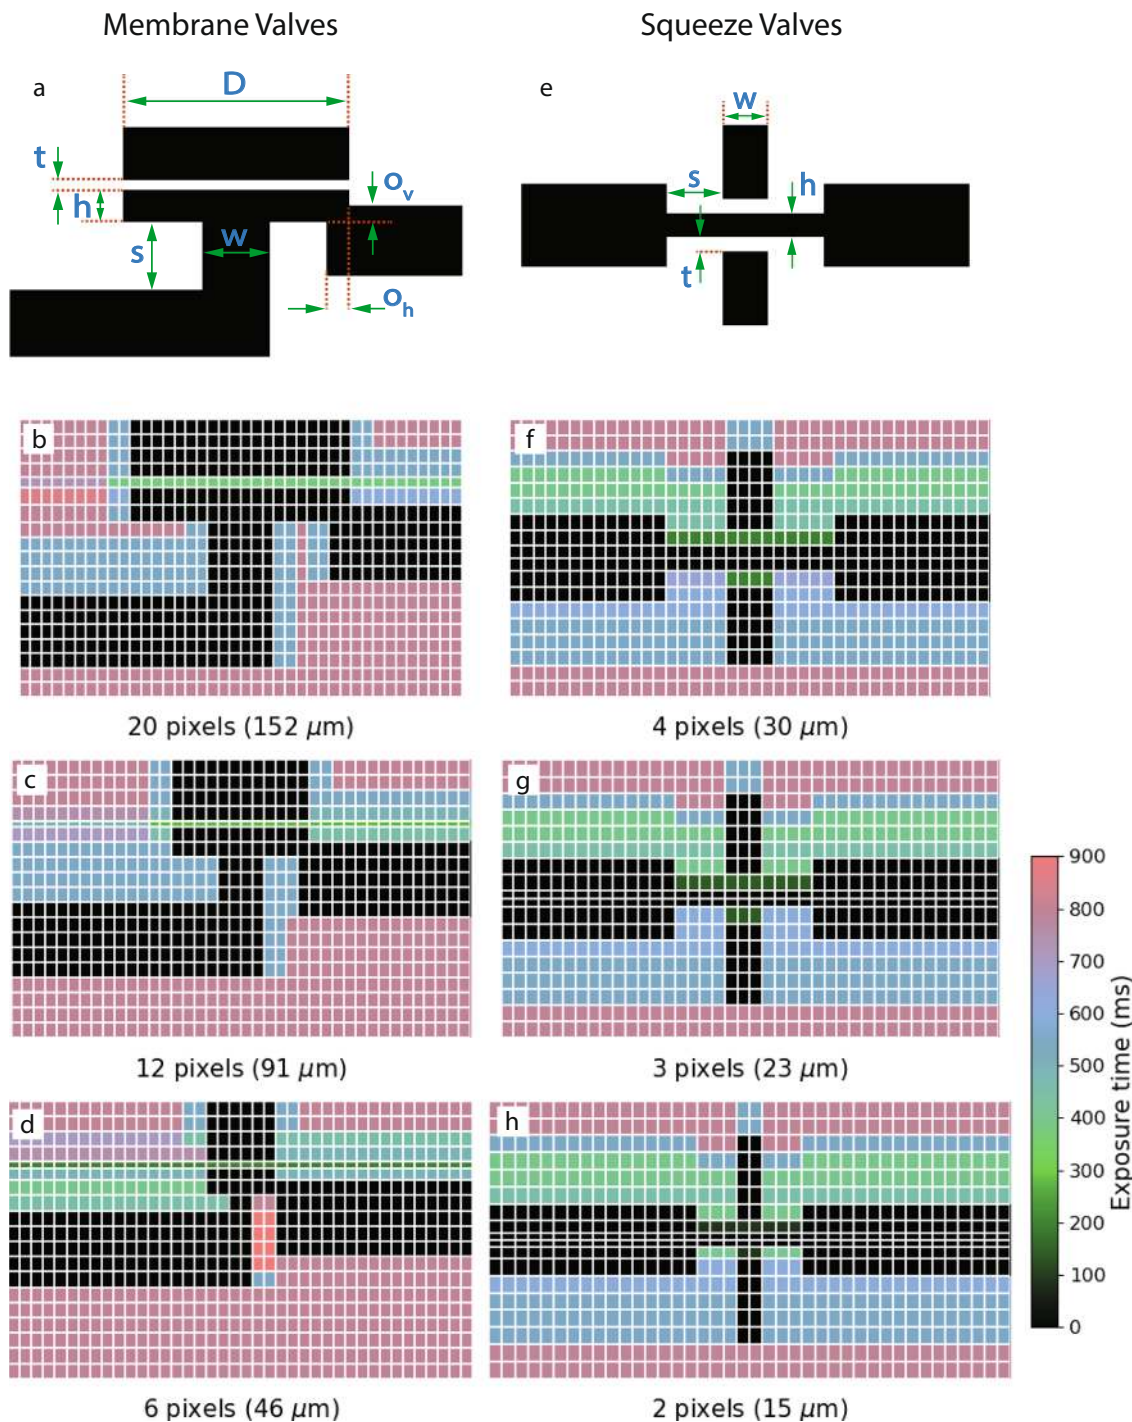 Membrane Valves
Squeeze Valves
a
D
t
h
s
w
Ov
Oh
e
w
s
h
t
b
20 pixels (152 μm)
f
4 pixels (30 μm)
c
12 pixels (91 μm)
g
3 pixels (23 μm)
d
6 pixels (46 μm)
h
2 pixels (15 μm)
900
800
700
600
500
400
300
200
100
0
Exposure time (ms)